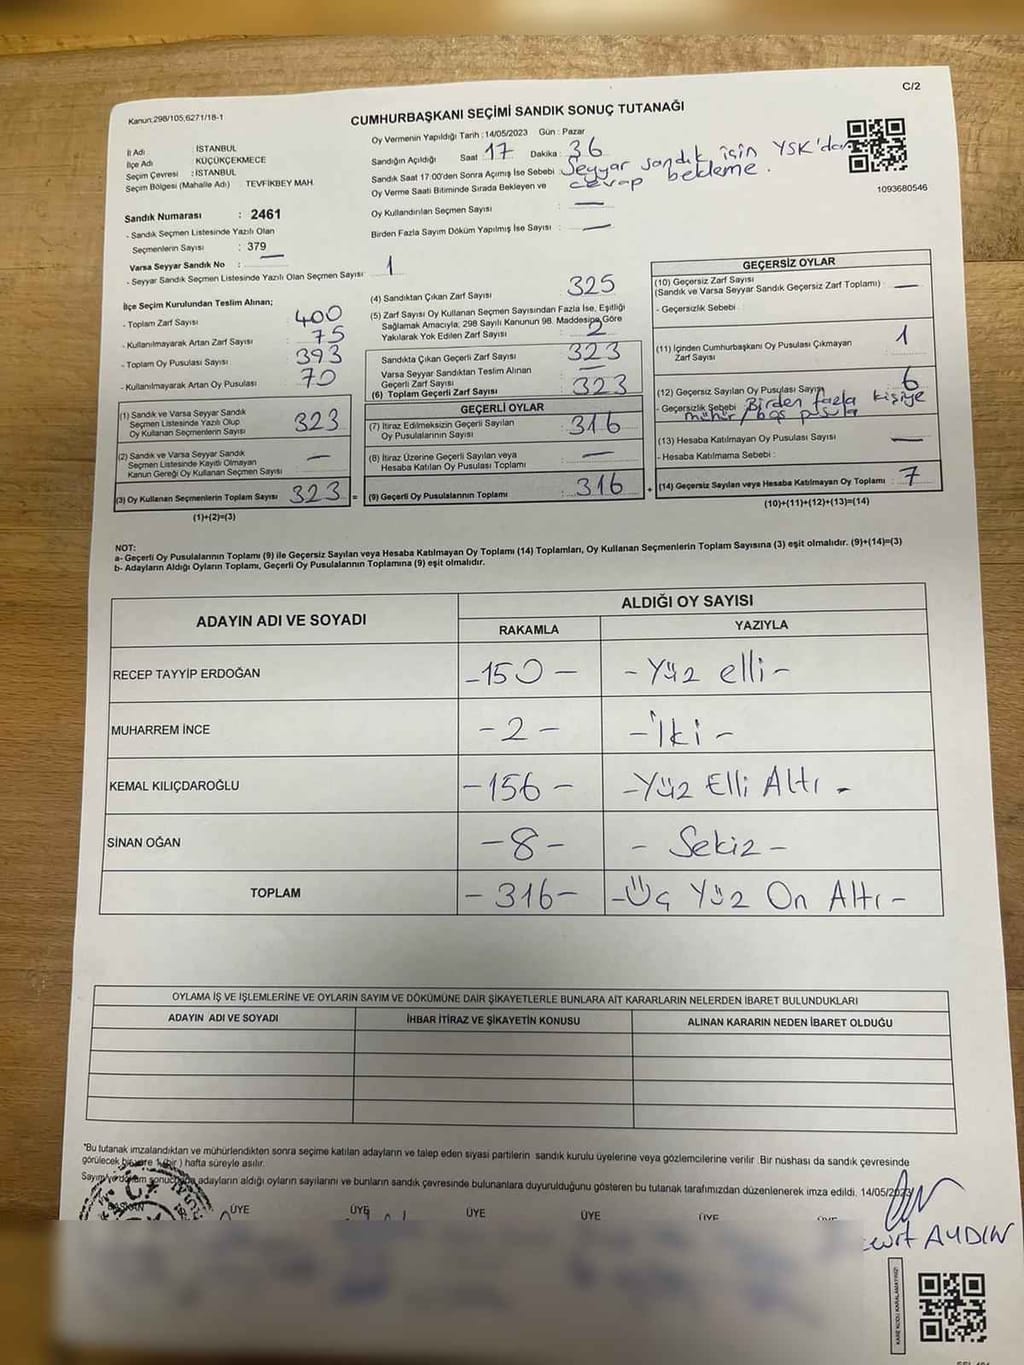 C/2
Kanun:298/105;6271/18-1
CUMHURBAŞKANI SEÇİMİ SANDIK SONUÇ TUTANAĞI
İl Adı : İSTANBUL
İlçe Adı : KÜÇÜKÇEKMECE
Seçim Çevresi : İSTANBUL
Seçim Bölgesi (Mahalle Adı) TEVFİKBEY MAH.
Oy Vermenin Yapıldığı Tarih : 14/05/2023 Gün : Pazar
Sandığın Açıldığı Saat 17 Dakika : 36
Sandık Saat 17:00'den Sonra Açılmış İse Sebebi : Seyyar sandık için YSK'dan cevap bekleme.
Oy Verme Saati Bitiminde Sırada Bekleyen ve
Oy Kullandırılan Seçmen Sayısı : —
Birden Fazla Sayım Döküm Yapılmış İse Sayısı : —
1093680546
Sandık Numarası : 2461
- Sandık Seçmen Listesinde Yazılı Olan
Seçmenlerin Sayısı : 379
Varsa Seyyar Sandık No : —
- Seyyar Sandık Seçmen Listesinde Yazılı Olan Seçmen Sayısı : 1
İlçe Seçim Kurulundan Teslim Alınan;
- Toplam Zarf Sayısı : 400
- Kullanılmayarak Artan Zarf Sayısı : 75
- Toplam Oy Pusulası Sayısı : 393
- Kullanılmayarak Artan Oy Pusulası : 70
(1) Sandık ve Varsa Seyyar Sandık
Seçmen Listesinde Yazılı Olup
Oy Kullanan Seçmenlerin Sayısı 323
(2) Sandık ve Varsa Seyyar Sandık
Seçmen Listesinde Kayıtlı Olmayan
Kanun Gereği Oy Kullanan Seçmen Sayısı : —
(3) Oy Kullanan Seçmenlerin Toplam Sayısı : 323 =
(1)+(2)=(3)
(4) Sandıktan Çıkan Zarf Sayısı 325
(5) Zarf Sayısı Oy Kullanan Seçmen Sayısından Fazla İse, Eşitliği
Sağlamak Amacıyla; 298 Sayılı Kanunun 98. Maddesine Göre
Yakılarak Yok Edilen Zarf Sayısı : 2
Sandıkta Çıkan Geçerli Zarf Sayısı : 323
Varsa Seyyar Sandıktan Teslim Alınan
Geçerli Zarf Sayısı : —
(6) Toplam Geçerli Zarf Sayısı : 323
GEÇERLİ OYLAR
(7) İtiraz Edilmeksizin Geçerli Sayılan
Oy Pusulalarının Sayısı : 316
(8) İtiraz Üzerine Geçerli Sayılan veya
Hesaba Katılan Oy Pusulası Toplamı : —
(9) Geçerli Oy Pusulalarının Toplamı : 316 +
GEÇERSİZ OYLAR
(10) Geçersiz Zarf Sayısı
(Sandık ve Varsa Seyyar Sandık Geçersiz Zarf Toplamı) : —
- Geçersizlik Sebebi :
(11) İçinden Cumhurbaşkanı Oy Pusulası Çıkmayan
Zarf Sayısı : 1
(12) Geçersiz Sayılan Oy Pusulası Sayısı : 6
- Geçersizlik Sebebi : Birden fazla kişiye
mühür / boş pusula
(13) Hesaba Katılmayan Oy Pusulası Sayısı : —
- Hesaba Katılmama Sebebi :
(14) Geçersiz Sayılan veya Hesaba Katılmayan Oy Toplamı : 7
(10)+(11)+(12)+(13)=(14)
NOT:
a- Geçerli Oy Pusulalarının Toplamı (9) ile Geçersiz Sayılan veya Hesaba Katılmayan Oy Toplamı (14) Toplamları, Oy Kullanan Seçmenlerin Toplam Sayısına (3) eşit olmalıdır. (9)+(14)=(3)
b- Adayların Aldığı Oyların Toplamı, Geçerli Oy Pusulalarının Toplamına (9) eşit olmalıdır.
ADAYIN ADI VE SOYADI ALDIĞI OY SAYISI
RAKAMLA YAZIYLA
RECEP TAYYİP ERDOĞAN -150- -Yüz elli-
MUHARREM İNCE -2- -İki-
KEMAL KILIÇDAROĞLU -156- -Yüz Elli Altı-
SİNAN OĞAN -8- -Sekiz-
TOPLAM -316- -Üç Yüz On Altı-
OYLAMA İŞ VE İŞLEMLERİNE VE OYLARIN SAYIM VE DÖKÜMÜNE DAİR ŞİKAYETLERLE BUNLARA AİT KARARLARIN NELERDEN İBARET BULUNDUKLARI
ADAYIN ADI VE SOYADI İHBAR İTİRAZ VE ŞİKAYETİN KONUSU ALINAN KARARIN NEDEN İBARET OLDUĞU
*Bu tutanak imzalandıktan ve mühürlendikten sonra seçime katılan adayların ve talep eden siyasi partilerin sandık kurulu üyelerine veya gözlemcilerine verilir. Bir nüshası da sandık çevresinde
görülecek bir yere 1 (bir) hafta süreyle asılır.
Sayım ve döküm sonucunda adayların aldığı oyların sayılarını ve bunların sandık çevresinde bulunanlara duyurulduğunu gösteren bu tutanak tarafımızdan düzenlenerek imza edildi. 14/05/2023
BAŞKAN ÜYE ÜYE ÜYE ÜYE ÜYE ÜYE
AYDIN
KARE KODU KARALAMAYINIZ!